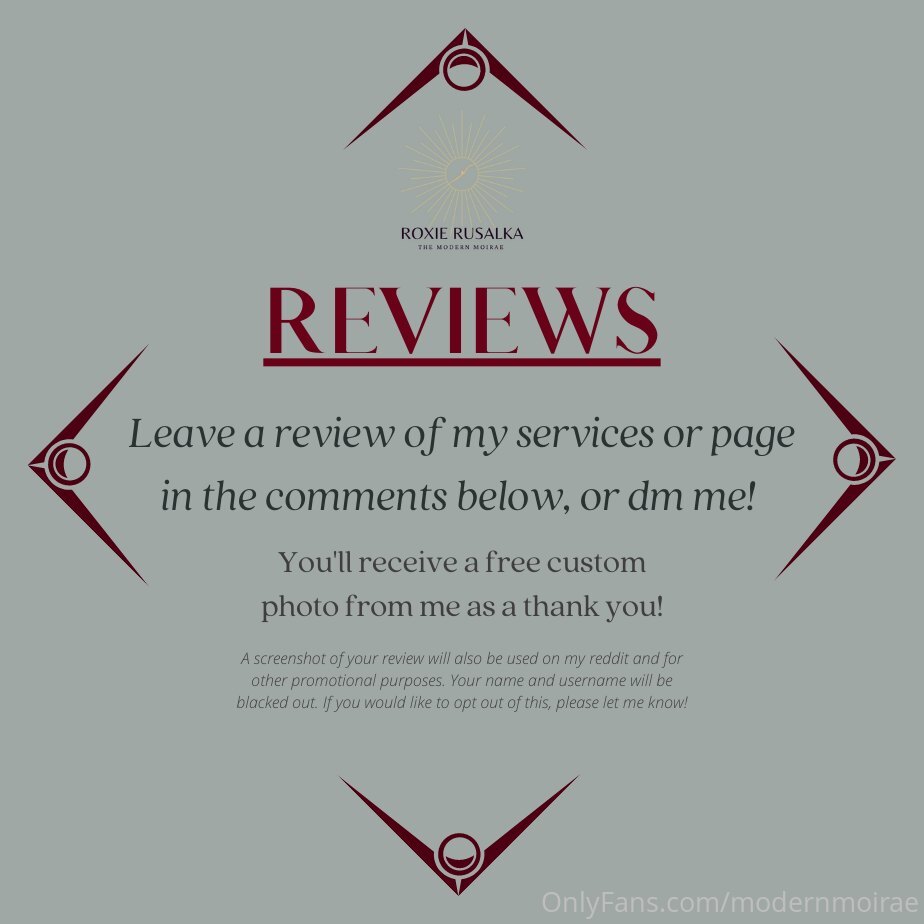 ROXIE RUSALKA
THE MODERN MOIRAE
REVIEWS
Leave a review of my services or page
in the comments below, or dm me!
You'll receive a free custom
photo from me as a thank you!
A screenshot of your review will also be used on my reddit and for
other promotional purposes. Your name and username will be
blacked out. If you would like to opt out of this, please let me know!
OnlyFans.com/modernmoirae